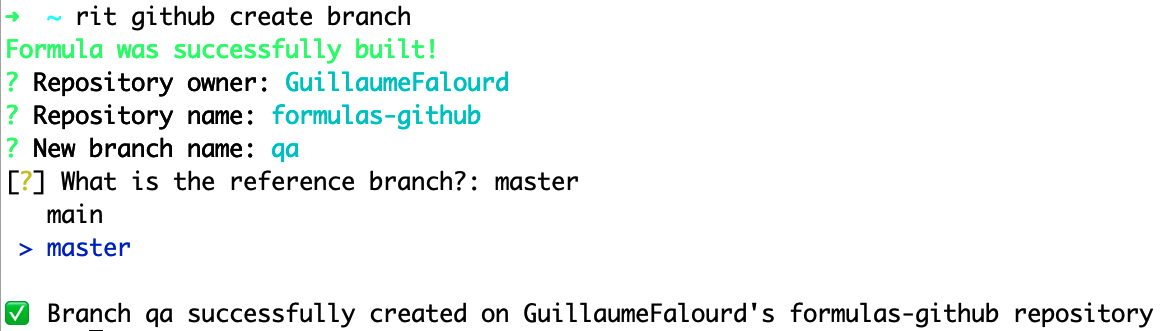 ➜  ~ rit github create branch
Formula was successfully built!
? Repository owner: GuillaumeFalourd
? Repository name: formulas-github
? New branch name: qa
[?] What is the reference branch?: master
   main
 > master
✅ Branch qa successfully created on GuillaumeFalourd's formulas-github repository